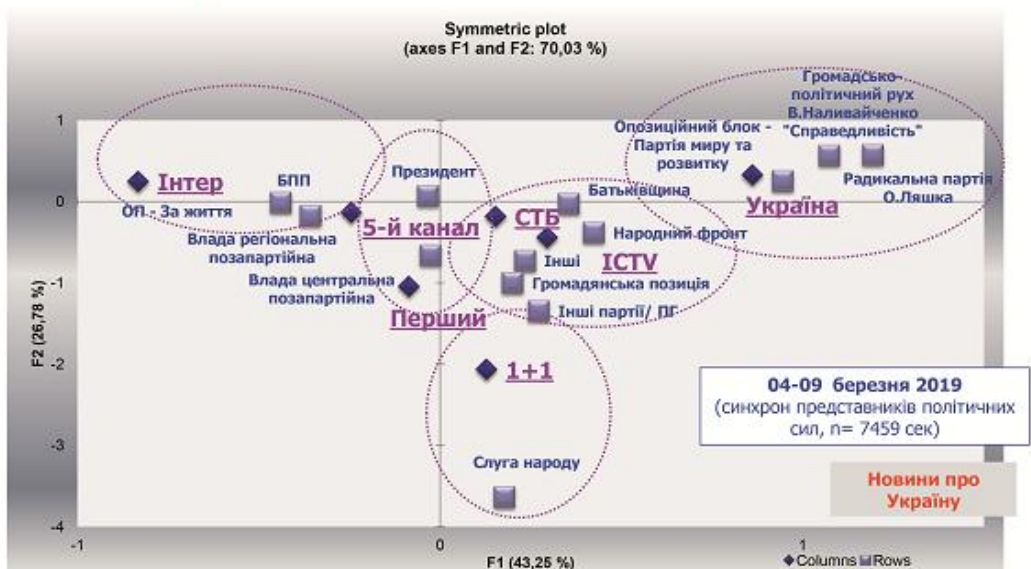 Symmetric plot
(axes F1 and F2: 70,03 %)
Громадсько-
політичний рух
В.Наливайченко
"Справедливість"
Опозиційний блок -
Партія миру та
розвитку
Радикальна партія
О.Ляшка
Україна
1
0
-1
-2
-3
-4
F2 (26,78 %)
Інтер
БПП
ОП - За життя
Президент
5-й канал
Влада регіональна
позапартійна
Влада центральна
позапартійна
Перший
СТБ
Батьківщина
Народний фронт
Інші
ICTV
Громадянська позиція
Інші партії/ ПГ
1+1
Слуга народу
04-09 березня 2019
(синхрон представників політичних
сил, n= 7459 сек)
Новини про
Україну
-1
0
1
F1 (43,25 %)
Columns
Rows